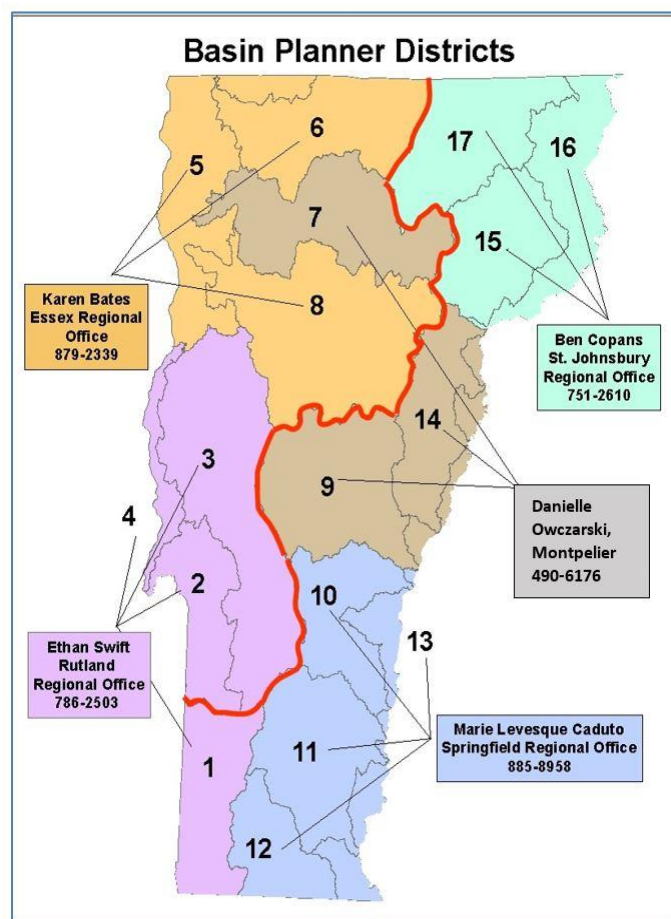 Basin Planner Districts
6
17
16
5
7
15
8
Karen Bates
Essex Regional
Office
879-2339
Ben Copans
St. Johnsbury
Regional Office
751-2610
14
3
9
4
Danielle
Owczarski,
Montpelier
490-6176
2
10
13
Ethan Swift
Rutland
Regional Office
786-2503
Marie Levesque Caduto
Springfield Regional Office
885-8958
11
1
12